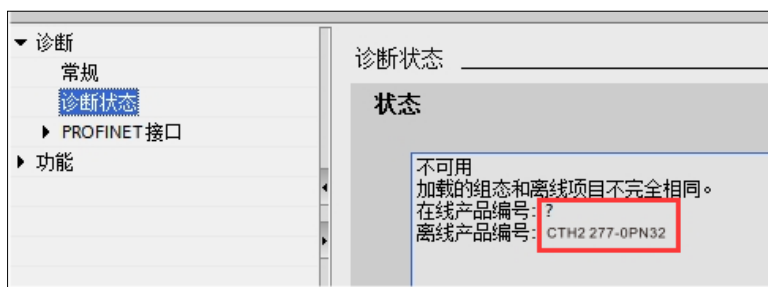 诊断
常规
诊断状态
PROFINET接口
功能
诊断状态
状态
不可用
加载的组态和离线项目不完全相同。
在线产品编号: ?
离线产品编号: CTH2 277-0PN32